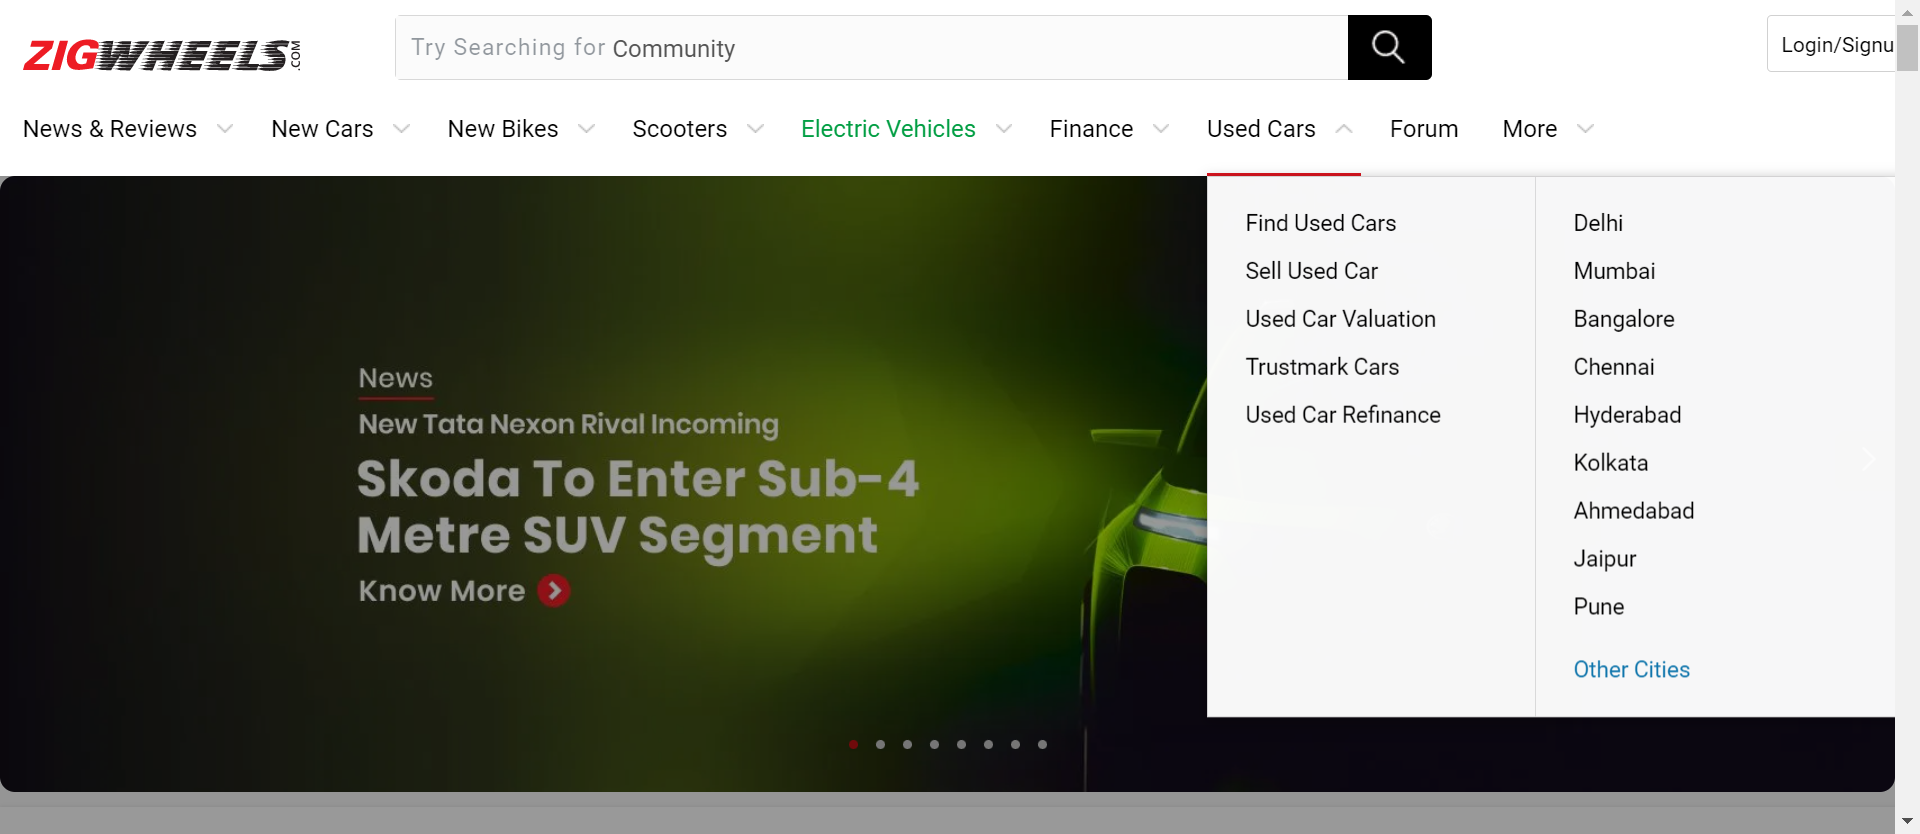 ZIGWHEELS.COM
Try Searching for Community
Login/Signu
News & Reviews
New Cars
New Bikes
Scooters
Electric Vehicles
Finance
Used Cars
Forum
More
Find Used Cars
Sell Used Car
Used Car Valuation
Trustmark Cars
Used Car Refinance
Delhi
Mumbai
Bangalore
Chennai
Hyderabad
Kolkata
Ahmedabad
Jaipur
Pune
Other Cities
News
New Tata Nexon Rival Incoming
Skoda To Enter Sub-4
Metre SUV Segment
Know More